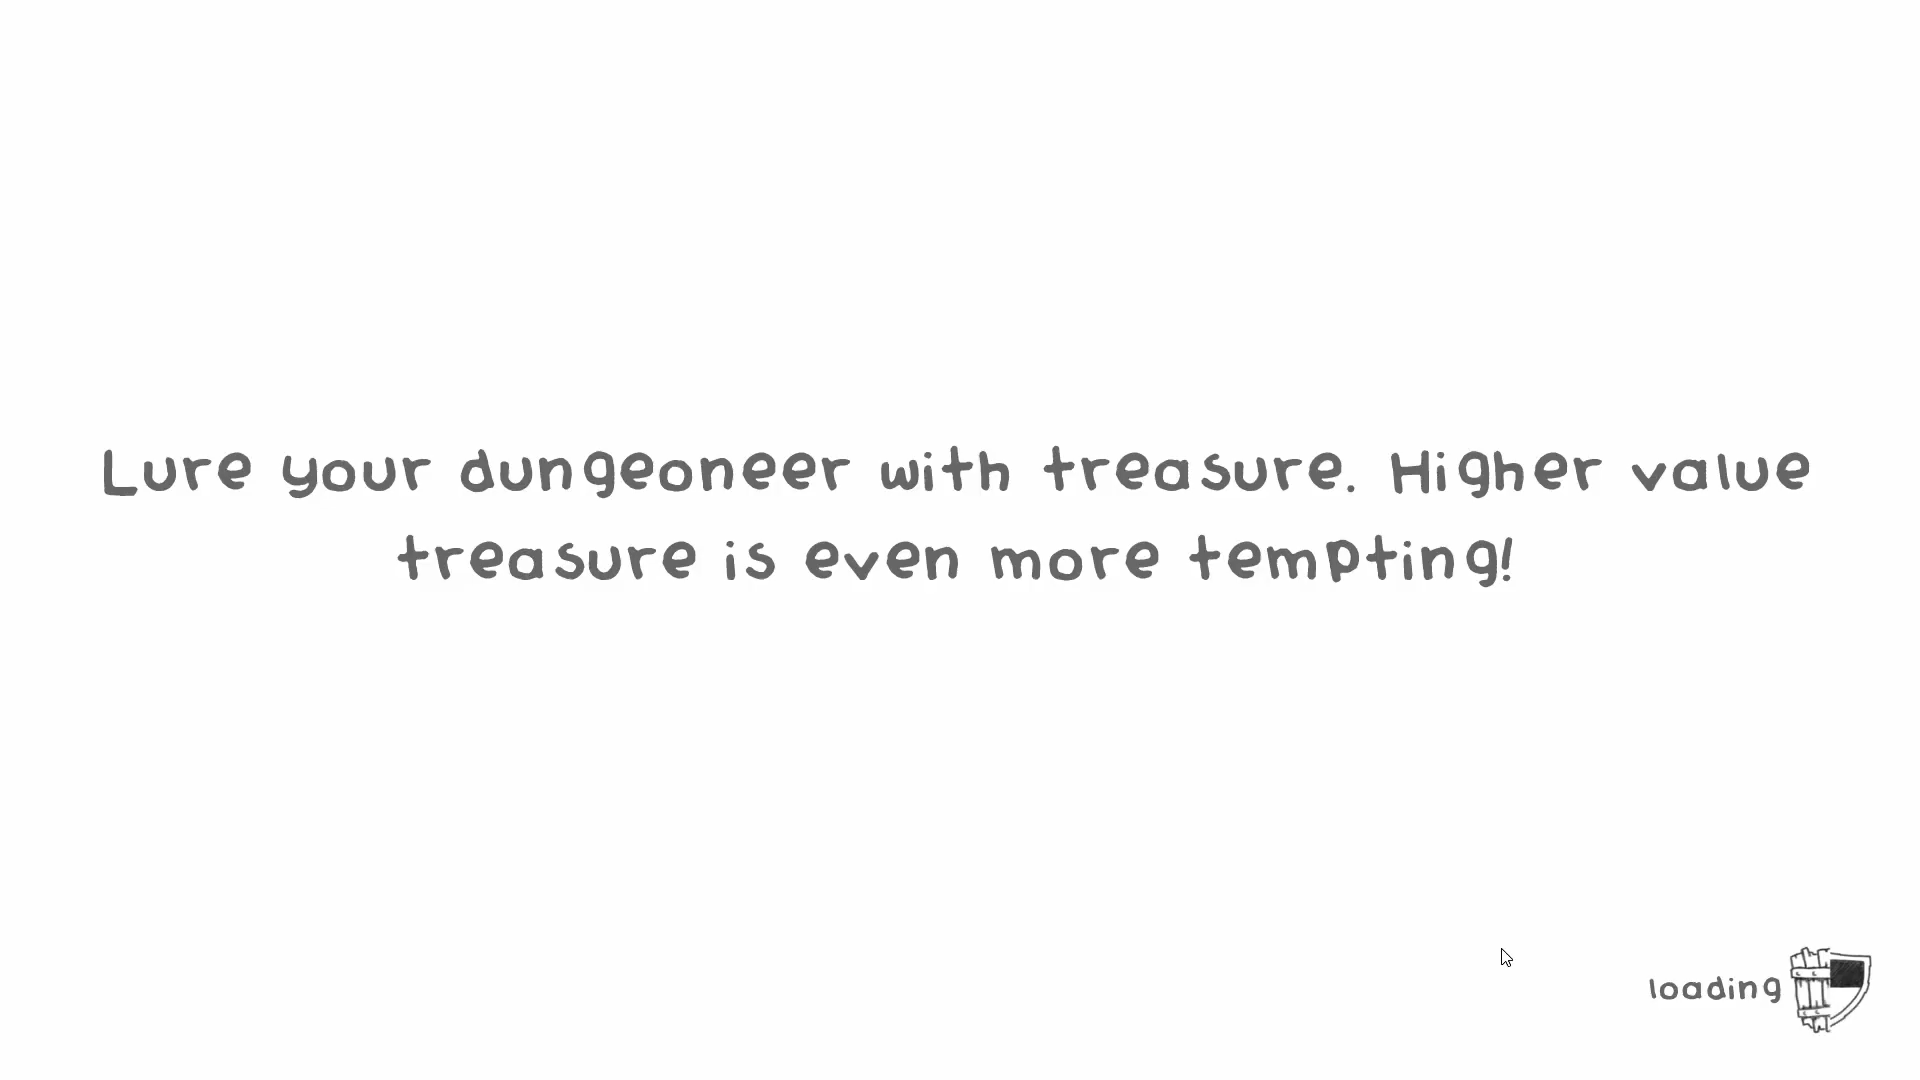 Lure your dungeoneer with treasure. Higher value
treasure is even more tempting!
loading